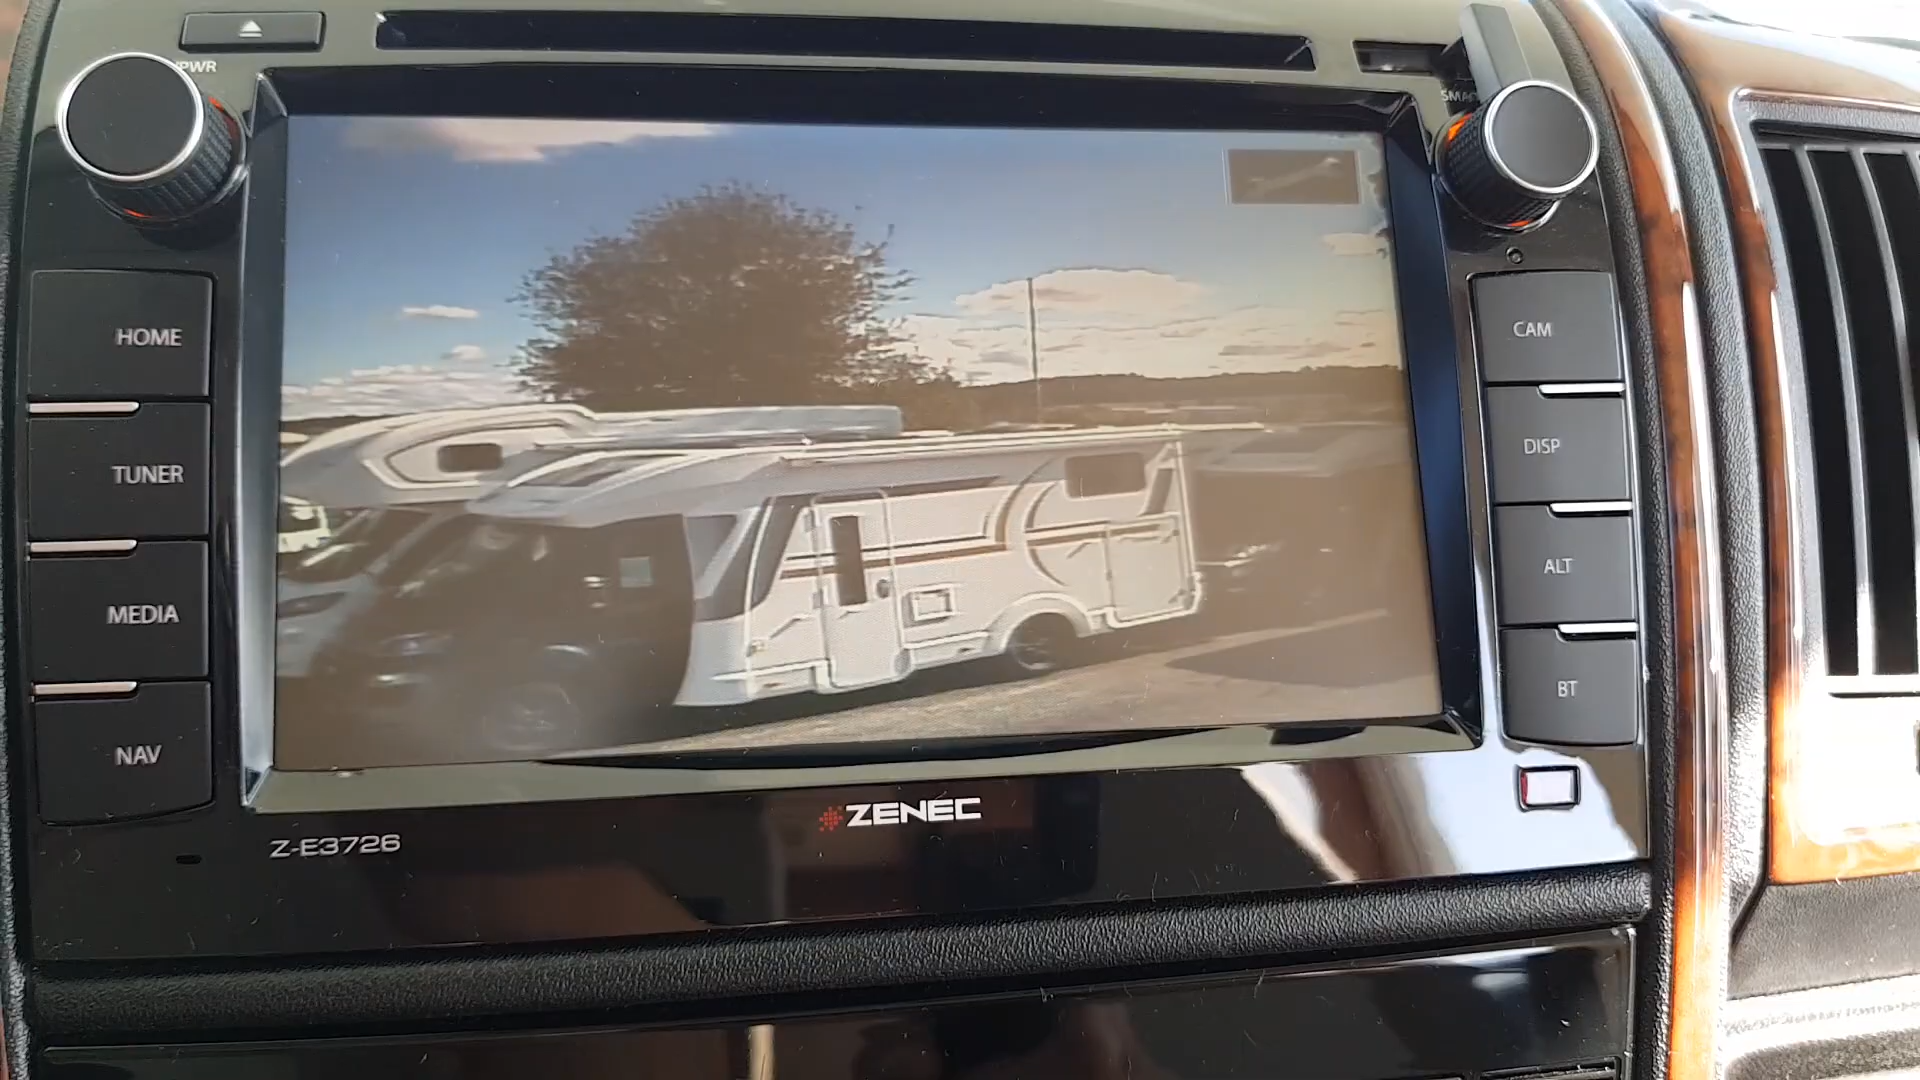 PWR
HOME
TUNER
MEDIA
NAV
CAM
DISP
ALT
BT
ZENEC
Z-E3726